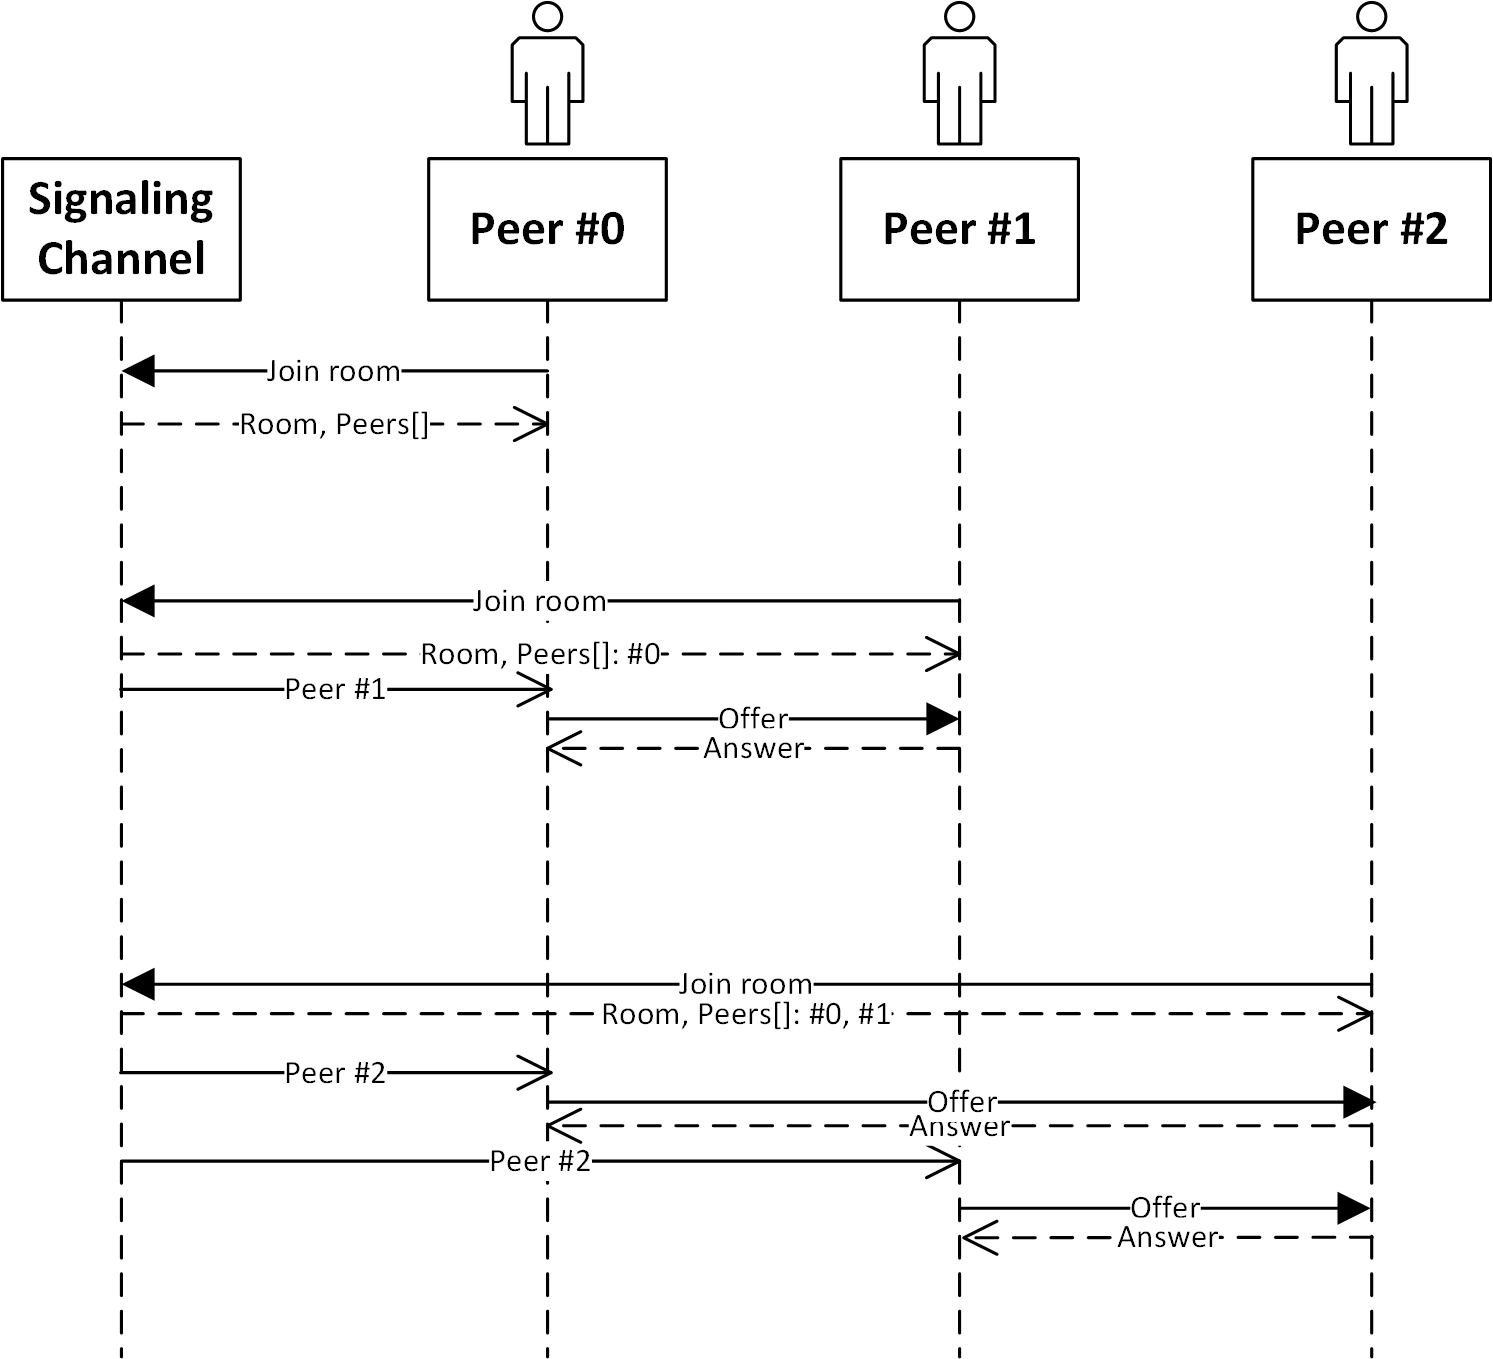 Signaling
Channel
Peer #0
Peer #1
Peer #2
Join room
Room, Peers[]
Join room
Room, Peers[]: #0
Peer #1
Offer
Answer
Join room
Room, Peers[]: #0, #1
Peer #2
Offer
Answer
Peer #2
Offer
Answer